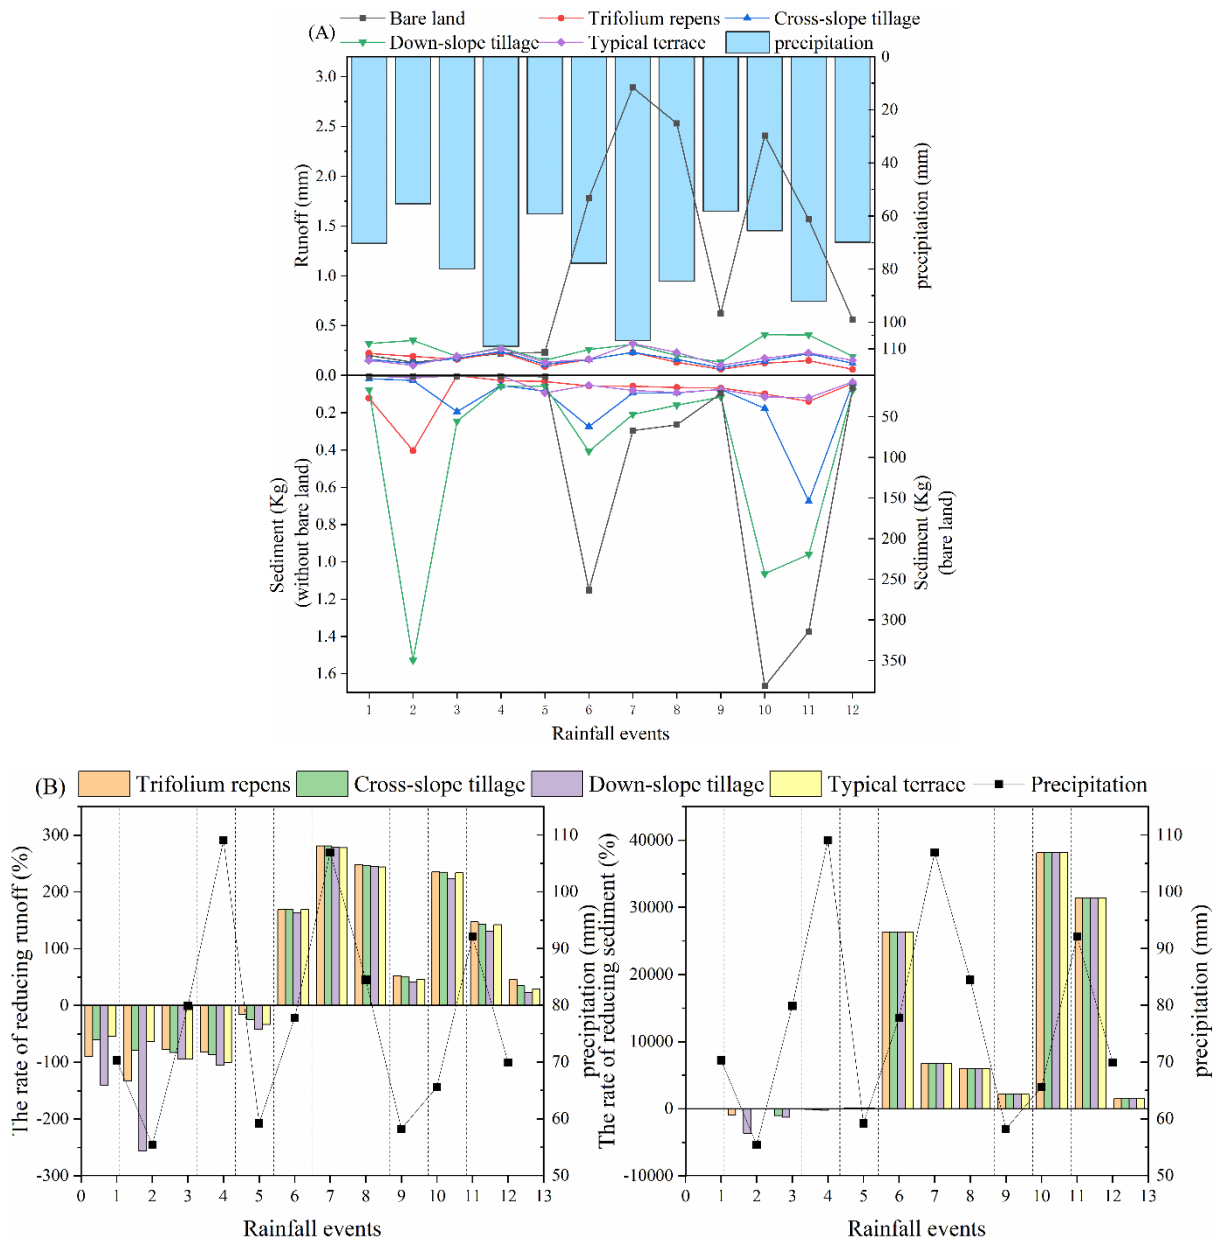 (A)
Bare land
Trifolium repens
Cross-slope tillage
Down-slope tillage
Typical terrace
precipitation
3.0
2.5
2.0
1.5
1.0
0.5
0.0
Runoff (mm)
0
20
40
60
80
100
110
precipitation (mm)
0.2
0.4
0.6
0.8
1.0
1.2
1.4
1.6
Sediment (Kg)
(without bare land)
50
100
150
200
250
300
350
Sediment (Kg)
(bare land)
1 2 3 4 5 6 7 8 9 10 11 12
Rainfall events
(B)
Trifolium repens
Cross-slope tillage
Down-slope tillage
Typical terrace
Precipitation
300
200
100
0
-100
-200
-300
The rate of reducing runoff (%)
110
100
90
80
70
60
50
precipitation (mm)
0 1 2 3 4 5 6 7 8 9 10 11 12 13
Rainfall events
40000
30000
20000
10000
0
-10000
The rate of reducing sediment (%)
110
100
90
80
70
60
50
precipitation (mm)
0 1 2 3 4 5 6 7 8 9 10 11 12 13
Rainfall events